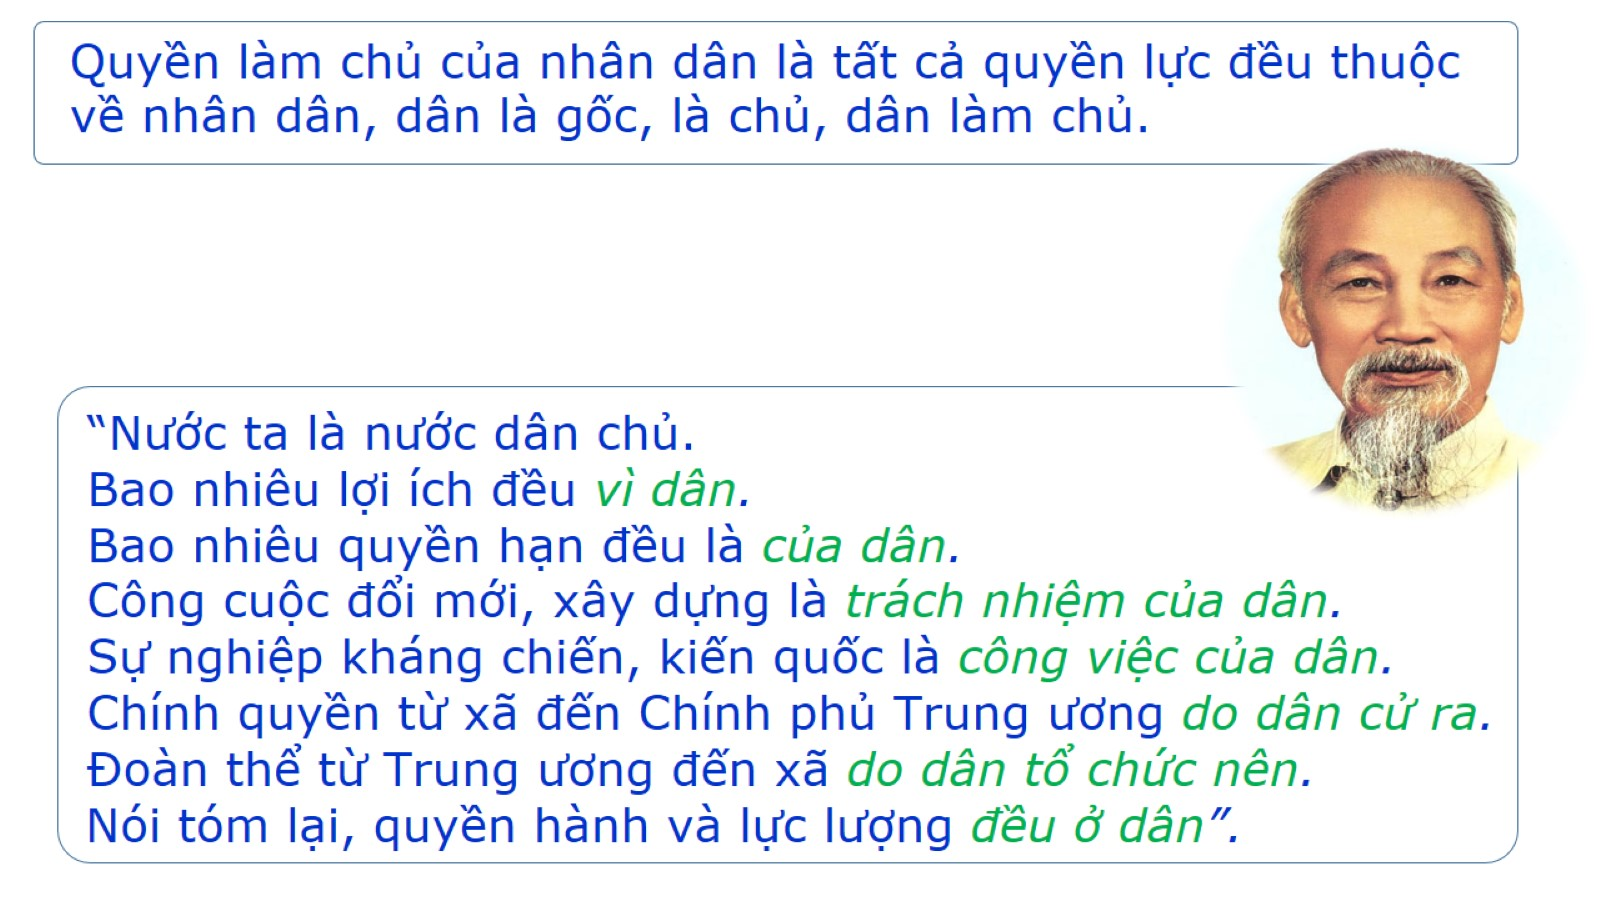 Quyền làm chủ của nhân dân là tất cả quyền lực đều thuộc
về nhân dân, dân là gốc, là chủ, dân làm chủ.
“Nước ta là nước dân chủ.
Bao nhiêu lợi ích đều vì dân.
Bao nhiêu quyền hạn đều là của dân.
Công cuộc đổi mới, xây dựng là trách nhiệm của dân.
Sự nghiệp kháng chiến, kiến quốc là công việc của dân.
Chính quyền từ xã đến Chính phủ Trung ương do dân cử ra.
Đoàn thể từ Trung ương đến xã do dân tổ chức nên.
Nói tóm lại, quyền hành và lực lượng đều ở dân”.